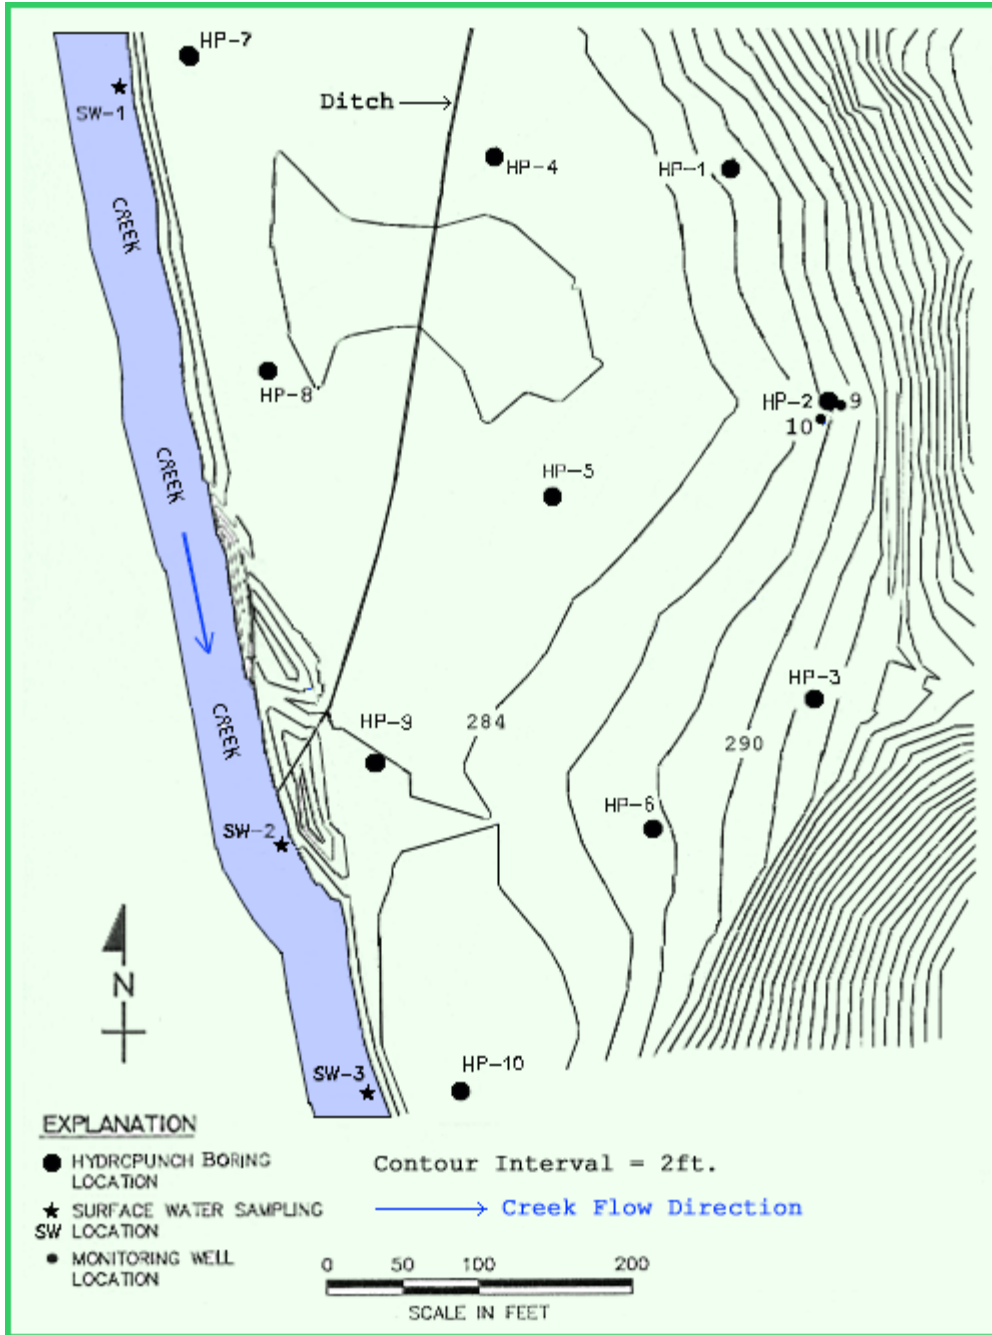 HP-7
SW-1
Ditch
HP-4
HP-1
CREEK
HP-8
HP-2
9
10
CREEK
HP-5
HP-3
284
CREEK
HP-9
290
HP-6
SW-2
N
SW-3
HP-10
EXPLANATION
HYDRCPUNCH BORING
LOCATION
SURFACE WATER SAMPLING
SW LOCATION
MONITORING WELL
LOCATION
Contour Interval = 2ft.
Creek Flow Direction
0 50 100 200
SCALE IN FEET